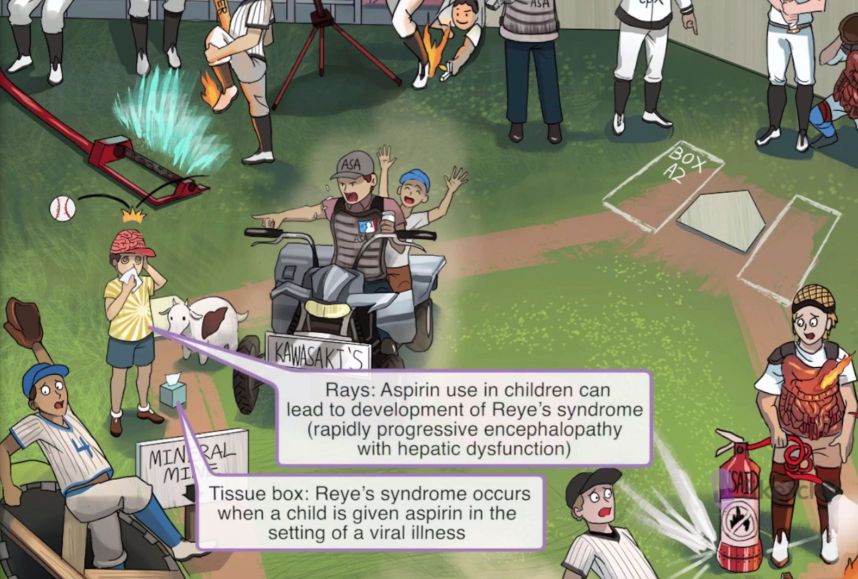 ASA
BOX
A2
ASA
ASA
KAWASAKI'S
Rays: Aspirin use in children can
lead to development of Reye's syndrome
(rapidly progressive encephalopathy
with hepatic dysfunction)
4
MINERAL
Tissue box: Reye's syndrome occurs
when a child is given aspirin in the
setting of a viral illness